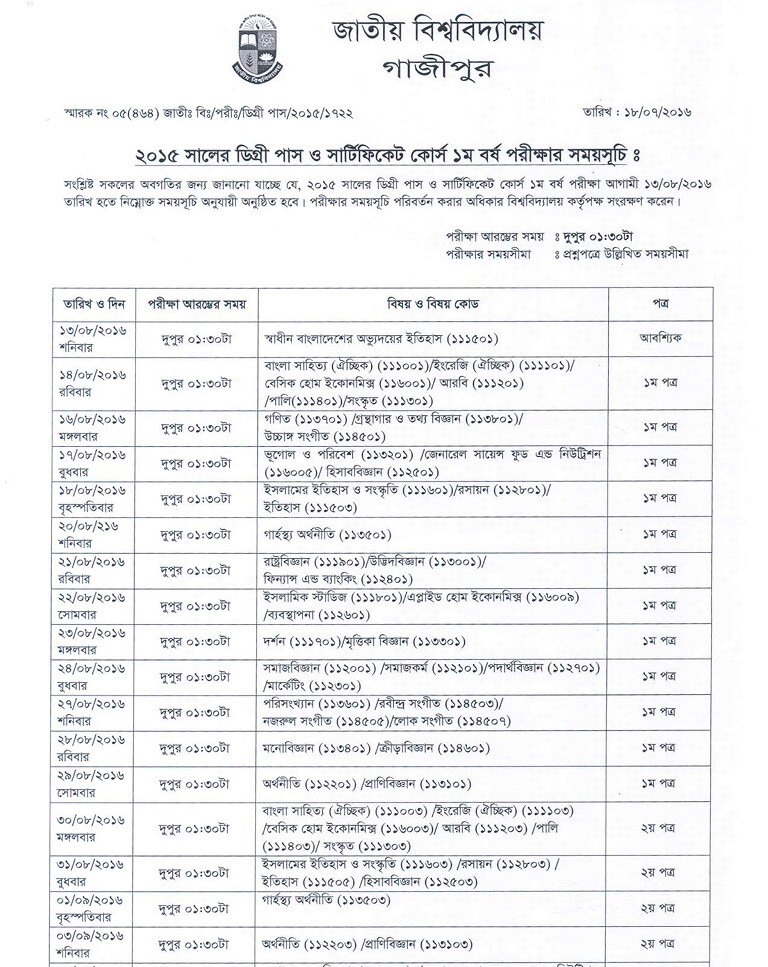 জাতীয় বিশ্ববিদ্যালয়
গাজীপুর
স্মারক নং ০৫(৪৬৪) জাতীঃ বিঃ/পরীঃ/ডিগ্রী পাস/২০১৫/১৭২২ তারিখ : ১৮/০৭/২০১৬
২০১৫ সালের ডিগ্রী পাস ও সার্টিফিকেট কোর্স ১ম বর্ষ পরীক্ষার সময়সূচি ঃ
সংশ্লিষ্ট সকলের অবগতির জন্য জানানো যাচ্ছে যে, ২০১৫ সালের ডিগ্রী পাস ও সার্টিফিকেট কোর্স ১ম বর্ষ পরীক্ষা আগামী ১৩/০৮/২০১৬
তারিখ হতে নিম্নোক্ত সময়সূচি অনুযায়ী অনুষ্ঠিত হবে। পরীক্ষার সময়সূচি পরিবর্তন করার অধিকার বিশ্ববিদ্যালয় কর্তৃপক্ষ সংরক্ষণ করেন।
পরীক্ষা আরম্ভের সময় ঃ দুপুর ০১:৩০টা
পরীক্ষার সময়সীমা ঃ প্রশ্নপত্রে উল্লিখিত সময়সীমা
তারিখ ও দিন পরীক্ষা আরম্ভের সময় বিষয় ও বিষয় কোড পত্র
১৩/০৮/২০১৬
শনিবার দুপুর ০১:৩০টা স্বাধীন বাংলাদেশের অভ্যুদয়ের ইতিহাস (১১১৫০১) আবশ্যিক
১৪/০৮/২০১৬
রবিবার দুপুর ০১:৩০টা বাংলা সাহিত্য (ঐচ্ছিক) (১১১০০১)/ইংরেজি (ঐচ্ছিক) (১১১১০১)/
বেসিক হোম ইকোনমিক্স (১১৬০০১)/ আরবি (১১১২০১)
/পালি(১১১৪০১)/সংস্কৃত (১১১৩০১) ১ম পত্র
১৬/০৮/২০১৬
মঙ্গলবার দুপুর ০১:৩০টা গণিত (১১৩৭০১) /গ্রন্থাগার ও তথ্য বিজ্ঞান (১১৩৮০১)/
উচ্চাঙ্গ সংগীত (১১৪৫০১) ১ম পত্র
১৭/০৮/২০১৬
বুধবার দুপুর ০১:৩০টা ভূগোল ও পরিবেশ (১১৩২০১) /জেনারেল সায়েন্স ফুড এন্ড নিউট্রিশন
(১১৬০০৫)/ হিসাববিজ্ঞান (১১২৫০১) ১ম পত্র
১৮/০৮/২০১৬
বৃহস্পতিবার দুপুর ০১:৩০টা ইসলামের ইতিহাস ও সংস্কৃতি (১১১৬০১)/রসায়ন (১১২৮০১)/
ইতিহাস (১১১৫০৩) ১ম পত্র
২০/০৮/২১৬
শনিবার দুপুর ০১:৩০টা গার্হস্থ্য অর্থনীতি (১১৩৫০১) ১ম পত্র
২১/০৮/২০১৬
রবিবার দুপুর ০১:৩০টা রাষ্ট্রবিজ্ঞান (১১১৯০১)/উদ্ভিদবিজ্ঞান (১১৩০০১)/
ফিন্যান্স এন্ড ব্যাংকিং (১১২৪০১) ১ম পত্র
২২/০৮/২০১৬
সোমবার দুপুর ০১:৩০টা ইসলামিক স্টাডিজ (১১১৮০১)/এপ্লাইড হোম ইকোনমিক্স (১১৬০০৯)
/ব্যবস্থাপনা (১১২৬০১) ১ম পত্র
২৩/০৮/২০১৬
মঙ্গলবার দুপুর ০১:৩০টা দর্শন (১১১৭০১)/মৃত্তিকা বিজ্ঞান (১১৩৩০১) ১ম পত্র
২৪/০৮/২০১৬
বুধবার দুপুর ০১:৩০টা সমাজবিজ্ঞান (১১২০০১) /সমাজকর্ম (১১২১০১)/পদার্থবিজ্ঞান (১১২৭০১)
/মার্কেটিং (১১২৩০১) ১ম পত্র
২৭/০৮/২০১৬
শনিবার দুপুর ০১:৩০টা পরিসংখ্যান (১১৩৬০১) /রবীন্দ্র সংগীত (১১৪৫০৩)/
নজরুল সংগীত (১১৪৫০৫)/লোক সংগীত (১১৪৫০৭) ১ম পত্র
২৮/০৮/২০১৬
রবিবার দুপুর ০১:৩০টা মনোবিজ্ঞান (১১৩৪০১) /ক্রীড়াবিজ্ঞান (১১৪৬০১) ১ম পত্র
২৯/০৮/২০১৬
সোমবার দুপুর ০১:৩০টা অর্থনীতি (১১২২০১) /প্রাণিবিজ্ঞান (১১৩১০১) ১ম পত্র
৩০/০৮/২০১৬
মঙ্গলবার দুপুর ০১:৩০টা বাংলা সাহিত্য (ঐচ্ছিক) (১১১০০৩) /ইংরেজি (ঐচ্ছিক) (১১১১০৩)
/বেসিক হোম ইকোনমিক্স (১১৬০০৩)/ আরবি (১১১২০৩) /পালি
(১১১৪০৩)/ সংস্কৃত (১১১৩০৩) ২য় পত্র
৩১/০৮/২০১৬
বুধবার দুপুর ০১:৩০টা ইসলামের ইতিহাস ও সংস্কৃতি (১১১৬০৩) /রসায়ন (১১২৮০৩) /
ইতিহাস (১১১৫০৫) /হিসাববিজ্ঞান (১১২৫০৩) ২য় পত্র
০১/০৯/২০১৬
বৃহস্পতিবার দুপুর ০১:৩০টা গার্হস্থ্য অর্থনীতি (১১৩৫০৩) ২য় পত্র
০৩/০৯/২০১৬
শনিবার দুপুর ০১:৩০টা অর্থনীতি (১১২২০৩) /প্রাণিবিজ্ঞান (১১৩১০৩) ২য় পত্র